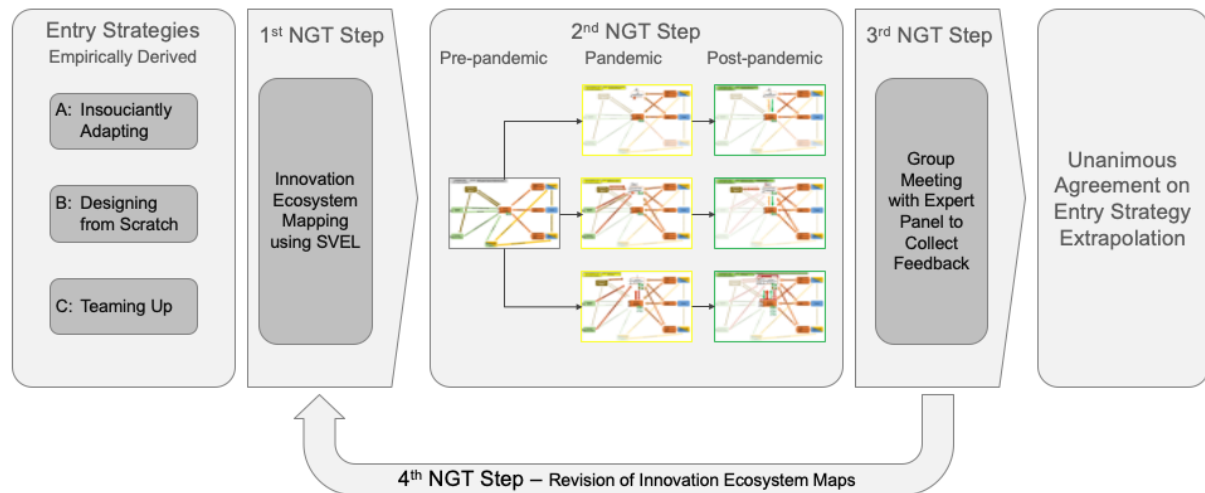 Entry Strategies
Empirically Derived
A: Insouciantly
Adapting
B: Designing
from Scratch
C: Teaming Up
1st NGT Step
Innovation
Ecosystem
Mapping
using SVEL
2nd NGT Step
Pre-pandemic
Pandemic
Post-pandemic
3rd NGT Step
Group
Meeting
with Expert
Panel to
Collect
Feedback
Unanimous
Agreement on
Entry Strategy
Extrapolation
4th NGT Step – Revision of Innovation Ecosystem Maps